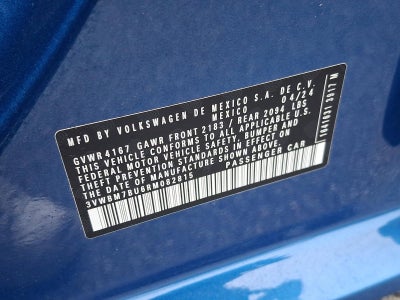 MFD BY VOLKSWAGEN DE MEXICO S.A. DE C.V.
MEXICO 04/24
GVWR 4167 GAWR FRONT 2183 / REAR 2094 LBS
THIS VEHICLE CONFORMS TO ALL APPLICABLE
FEDERAL MOTOR VEHICLE SAFETY, BUMPER AND
THEFT PREVENTION STANDARDS IN EFFECT ON
THE DATE OF MANUFACTURE SHOWN ABOVE.
3VWBM7BU6RM082815 PASSENGER CAR